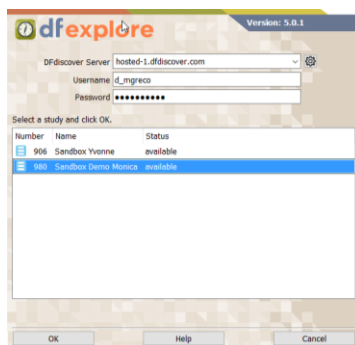 dfexplore
Version: 5.0.1
DFdiscover Server hosted-1.dfdiscover.com
Username d_mgreco
Password ••••••••••
Select a study and click OK.
Number Name Status
906 Sandbox Yvonne available
980 Sandbox Demo Monica available
OK Help Cancel